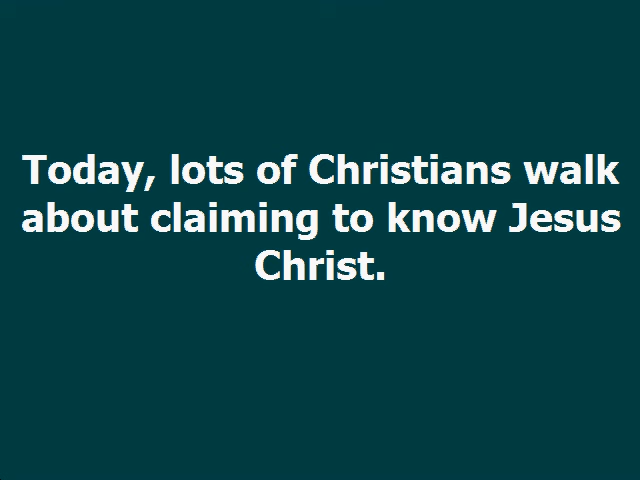 Today, lots of Christians walk
about claiming to know Jesus
Christ.